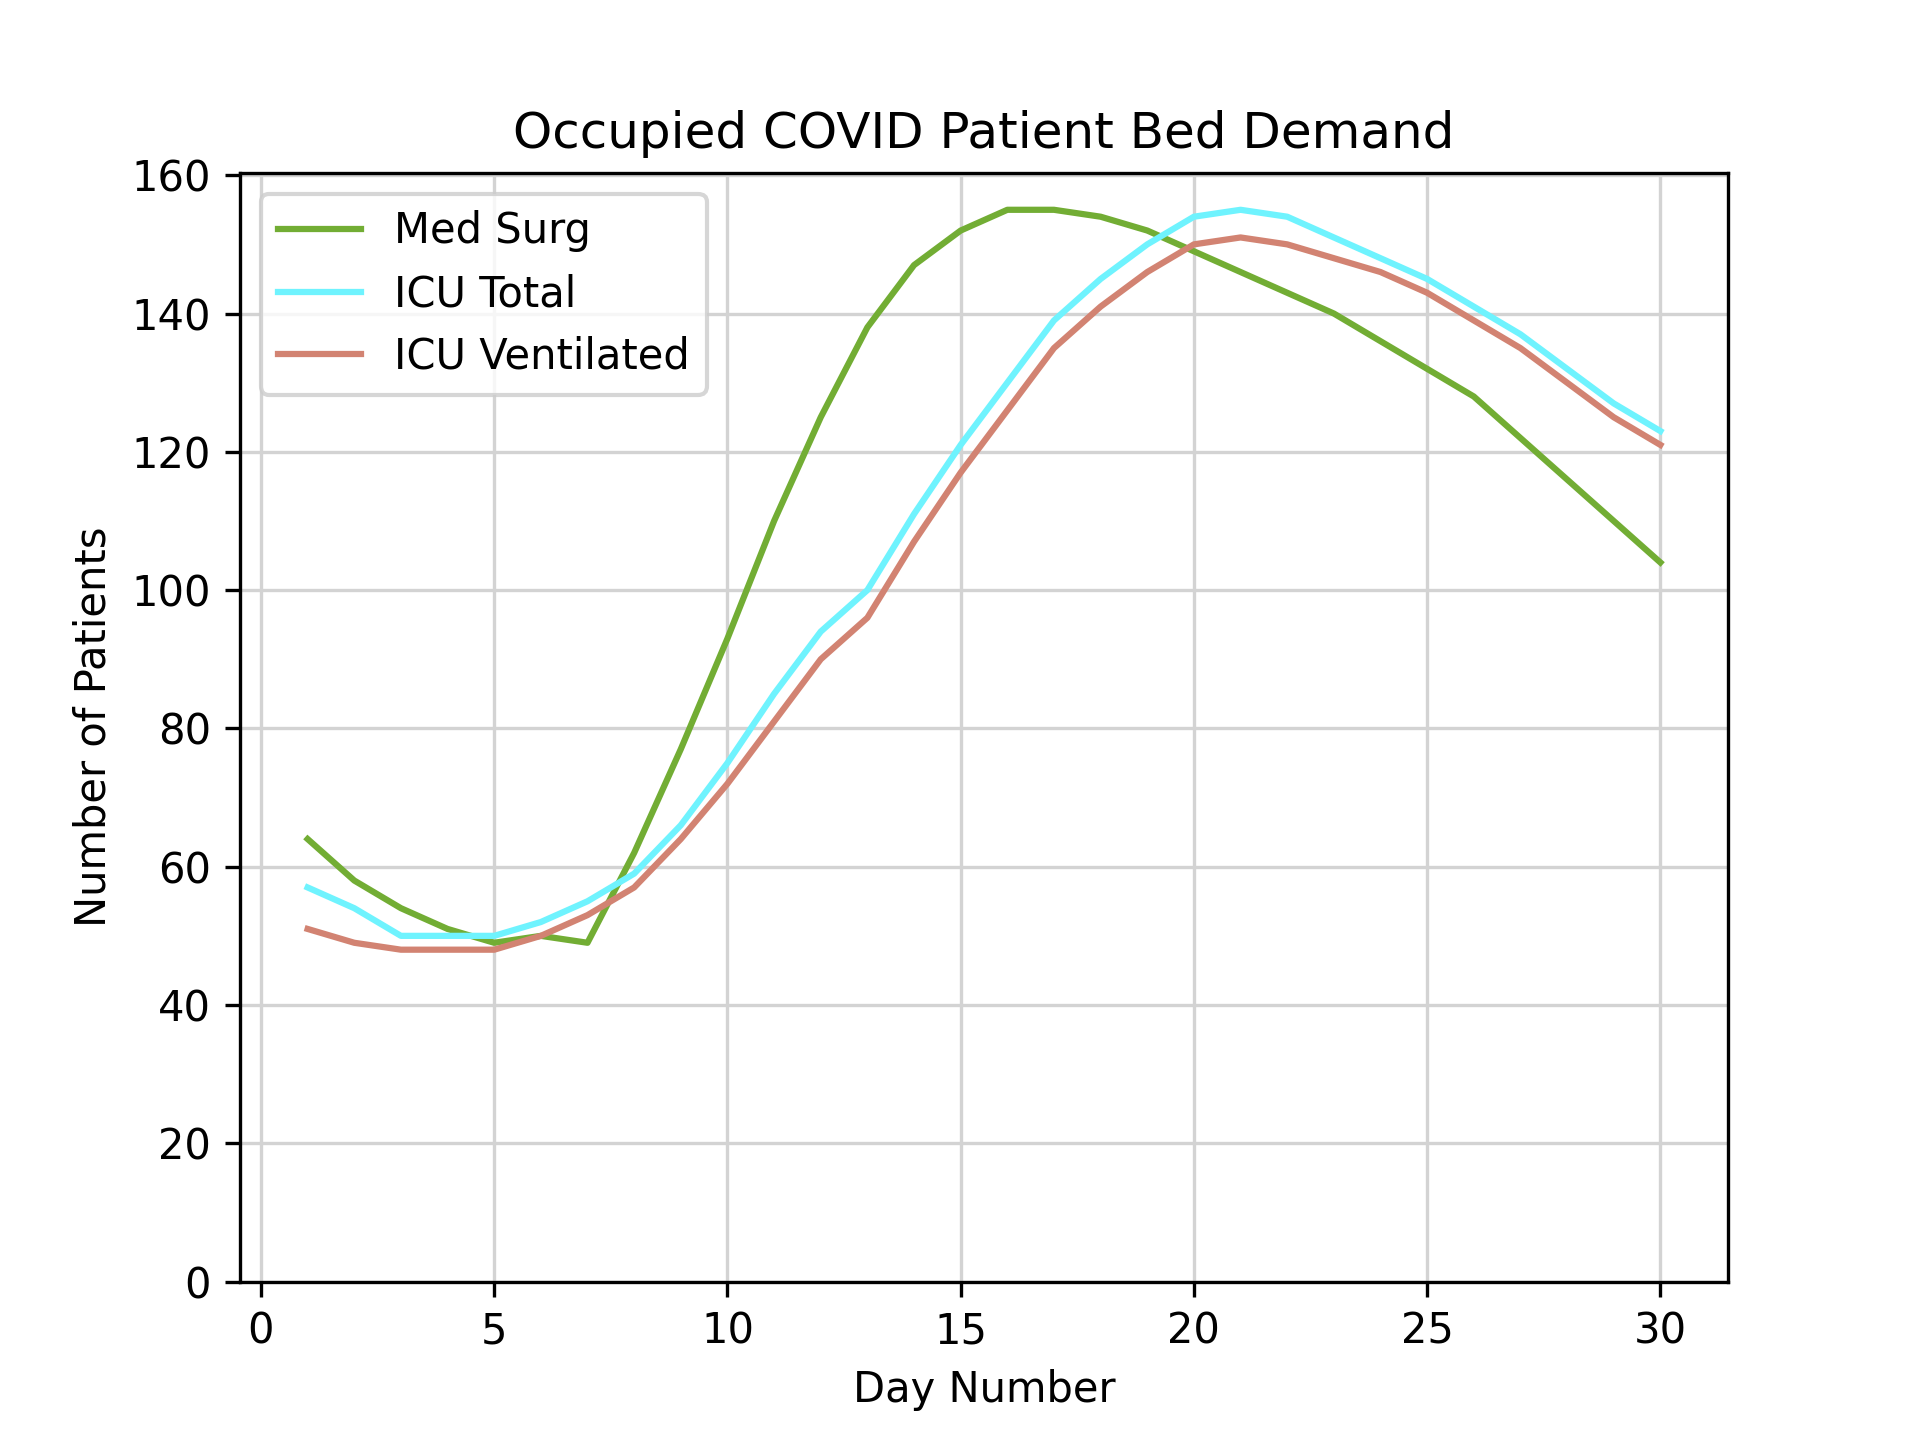 Occupied COVID Patient Bed Demand
160
140
120
100
80
60
40
20
0
Number of Patients
Med Surg
ICU Total
ICU Ventilated
0 5 10 15 20 25 30
Day Number